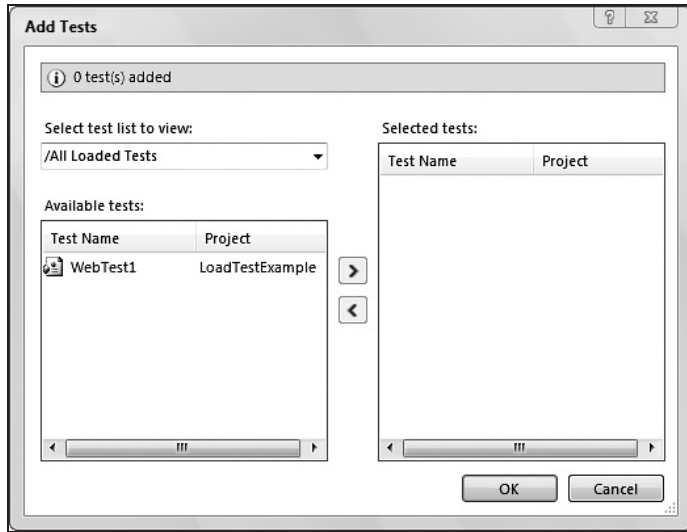 Add Tests
0 test(s) added
Select test list to view:
/All Loaded Tests
Available tests:
Test Name Project
WebTest1 LoadTestExample
Selected tests:
Test Name Project
OK Cancel